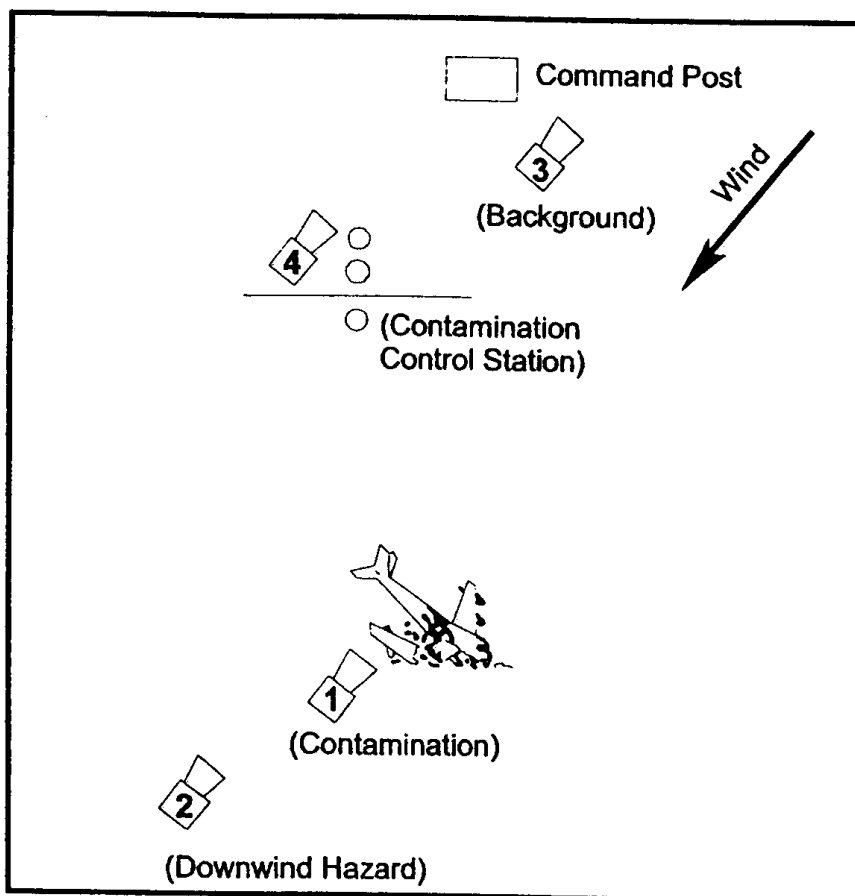 Command Post
3
Wind
(Background)
4
(Contamination
Control Station)
1
(Contamination)
2
(Downwind Hazard)